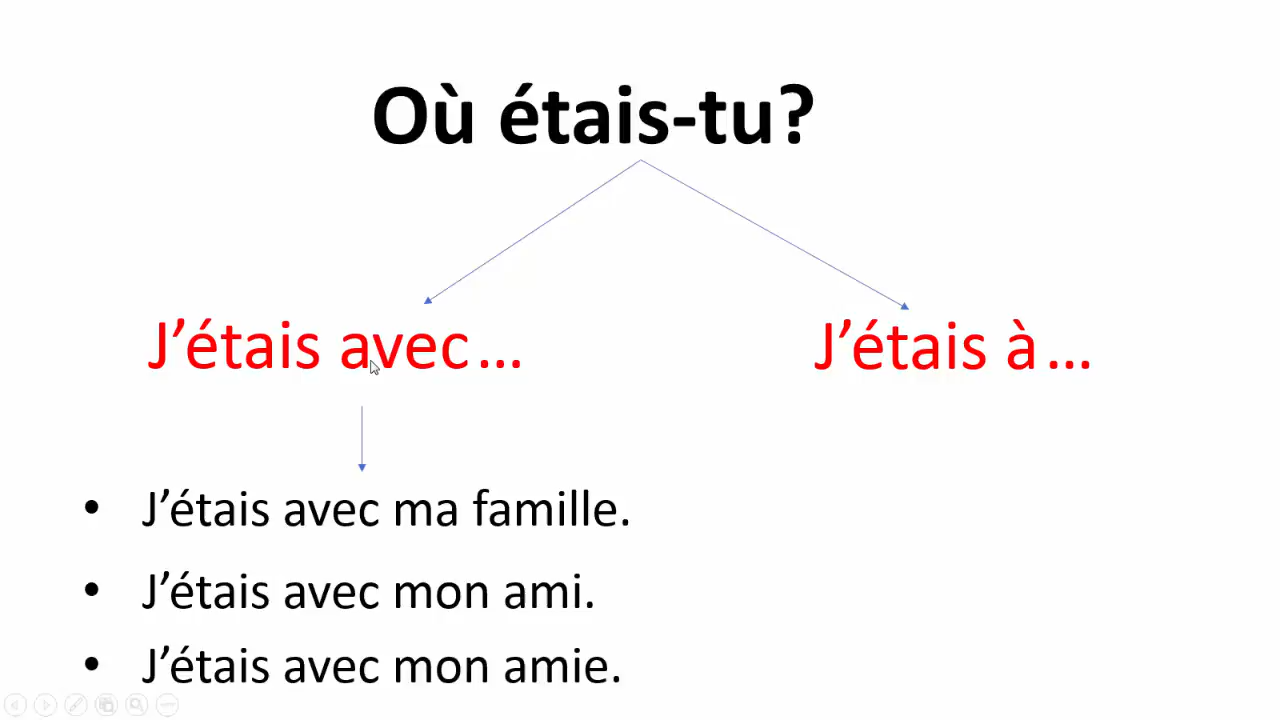 Où étais-tu?
J’étais avec…
J’étais à…
• J’étais avec ma famille.
• J’étais avec mon ami.
• J’étais avec mon amie.